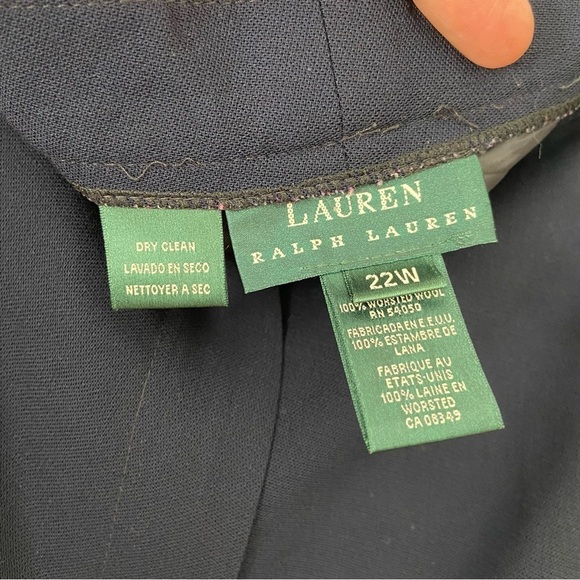 DRY CLEAN
LAVADO EN SECO
NETTOYER A SEC
LAUREN
RALPH LAUREN
22W
100% WORSTED WOOL
RN 54050
FABRICADA EN E.E.U.U.
100% ESTAMBRE DE
LANA
FABRIQUE AU
ETATS-UNIS
100% LAINE EN
WORSTED
CA 08349